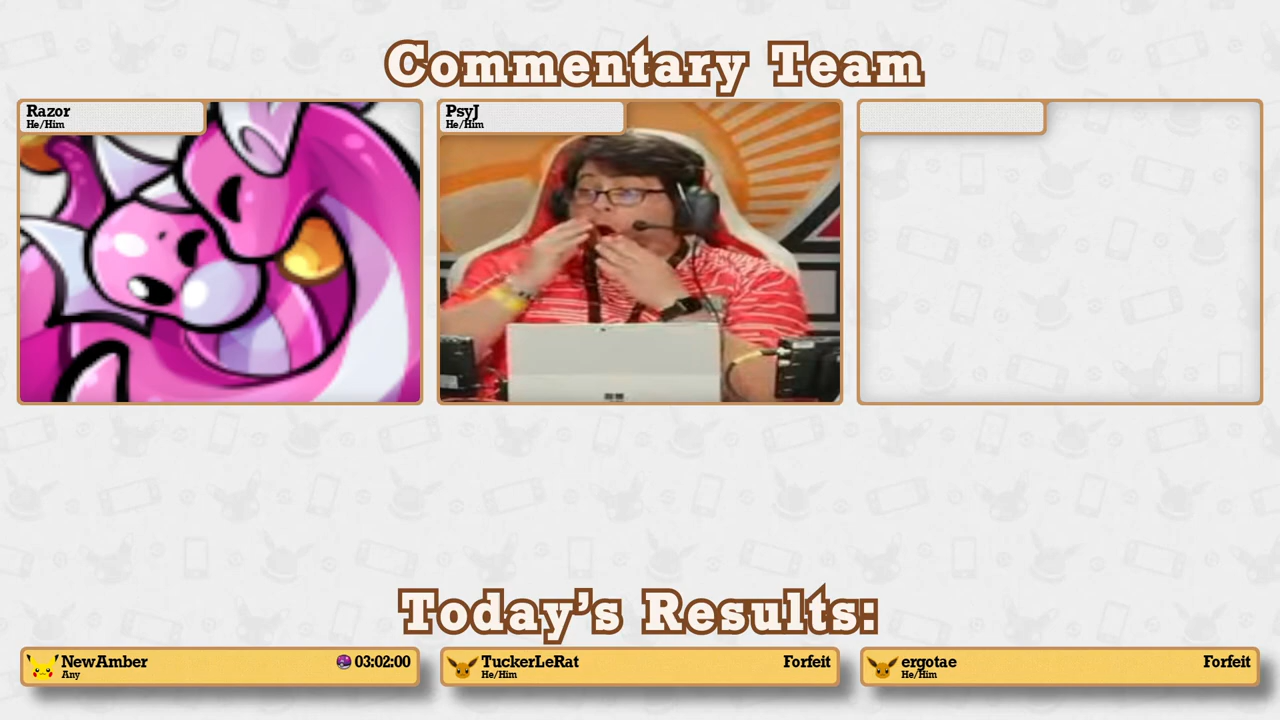 Commentary Team
Razor
He/Him
PsyJ
He/Him
Today's Results:
NewAmber
Any
03:02:00
TuckerLeRat
He/Him
Forfeit
ergotae
He/Him
Forfeit